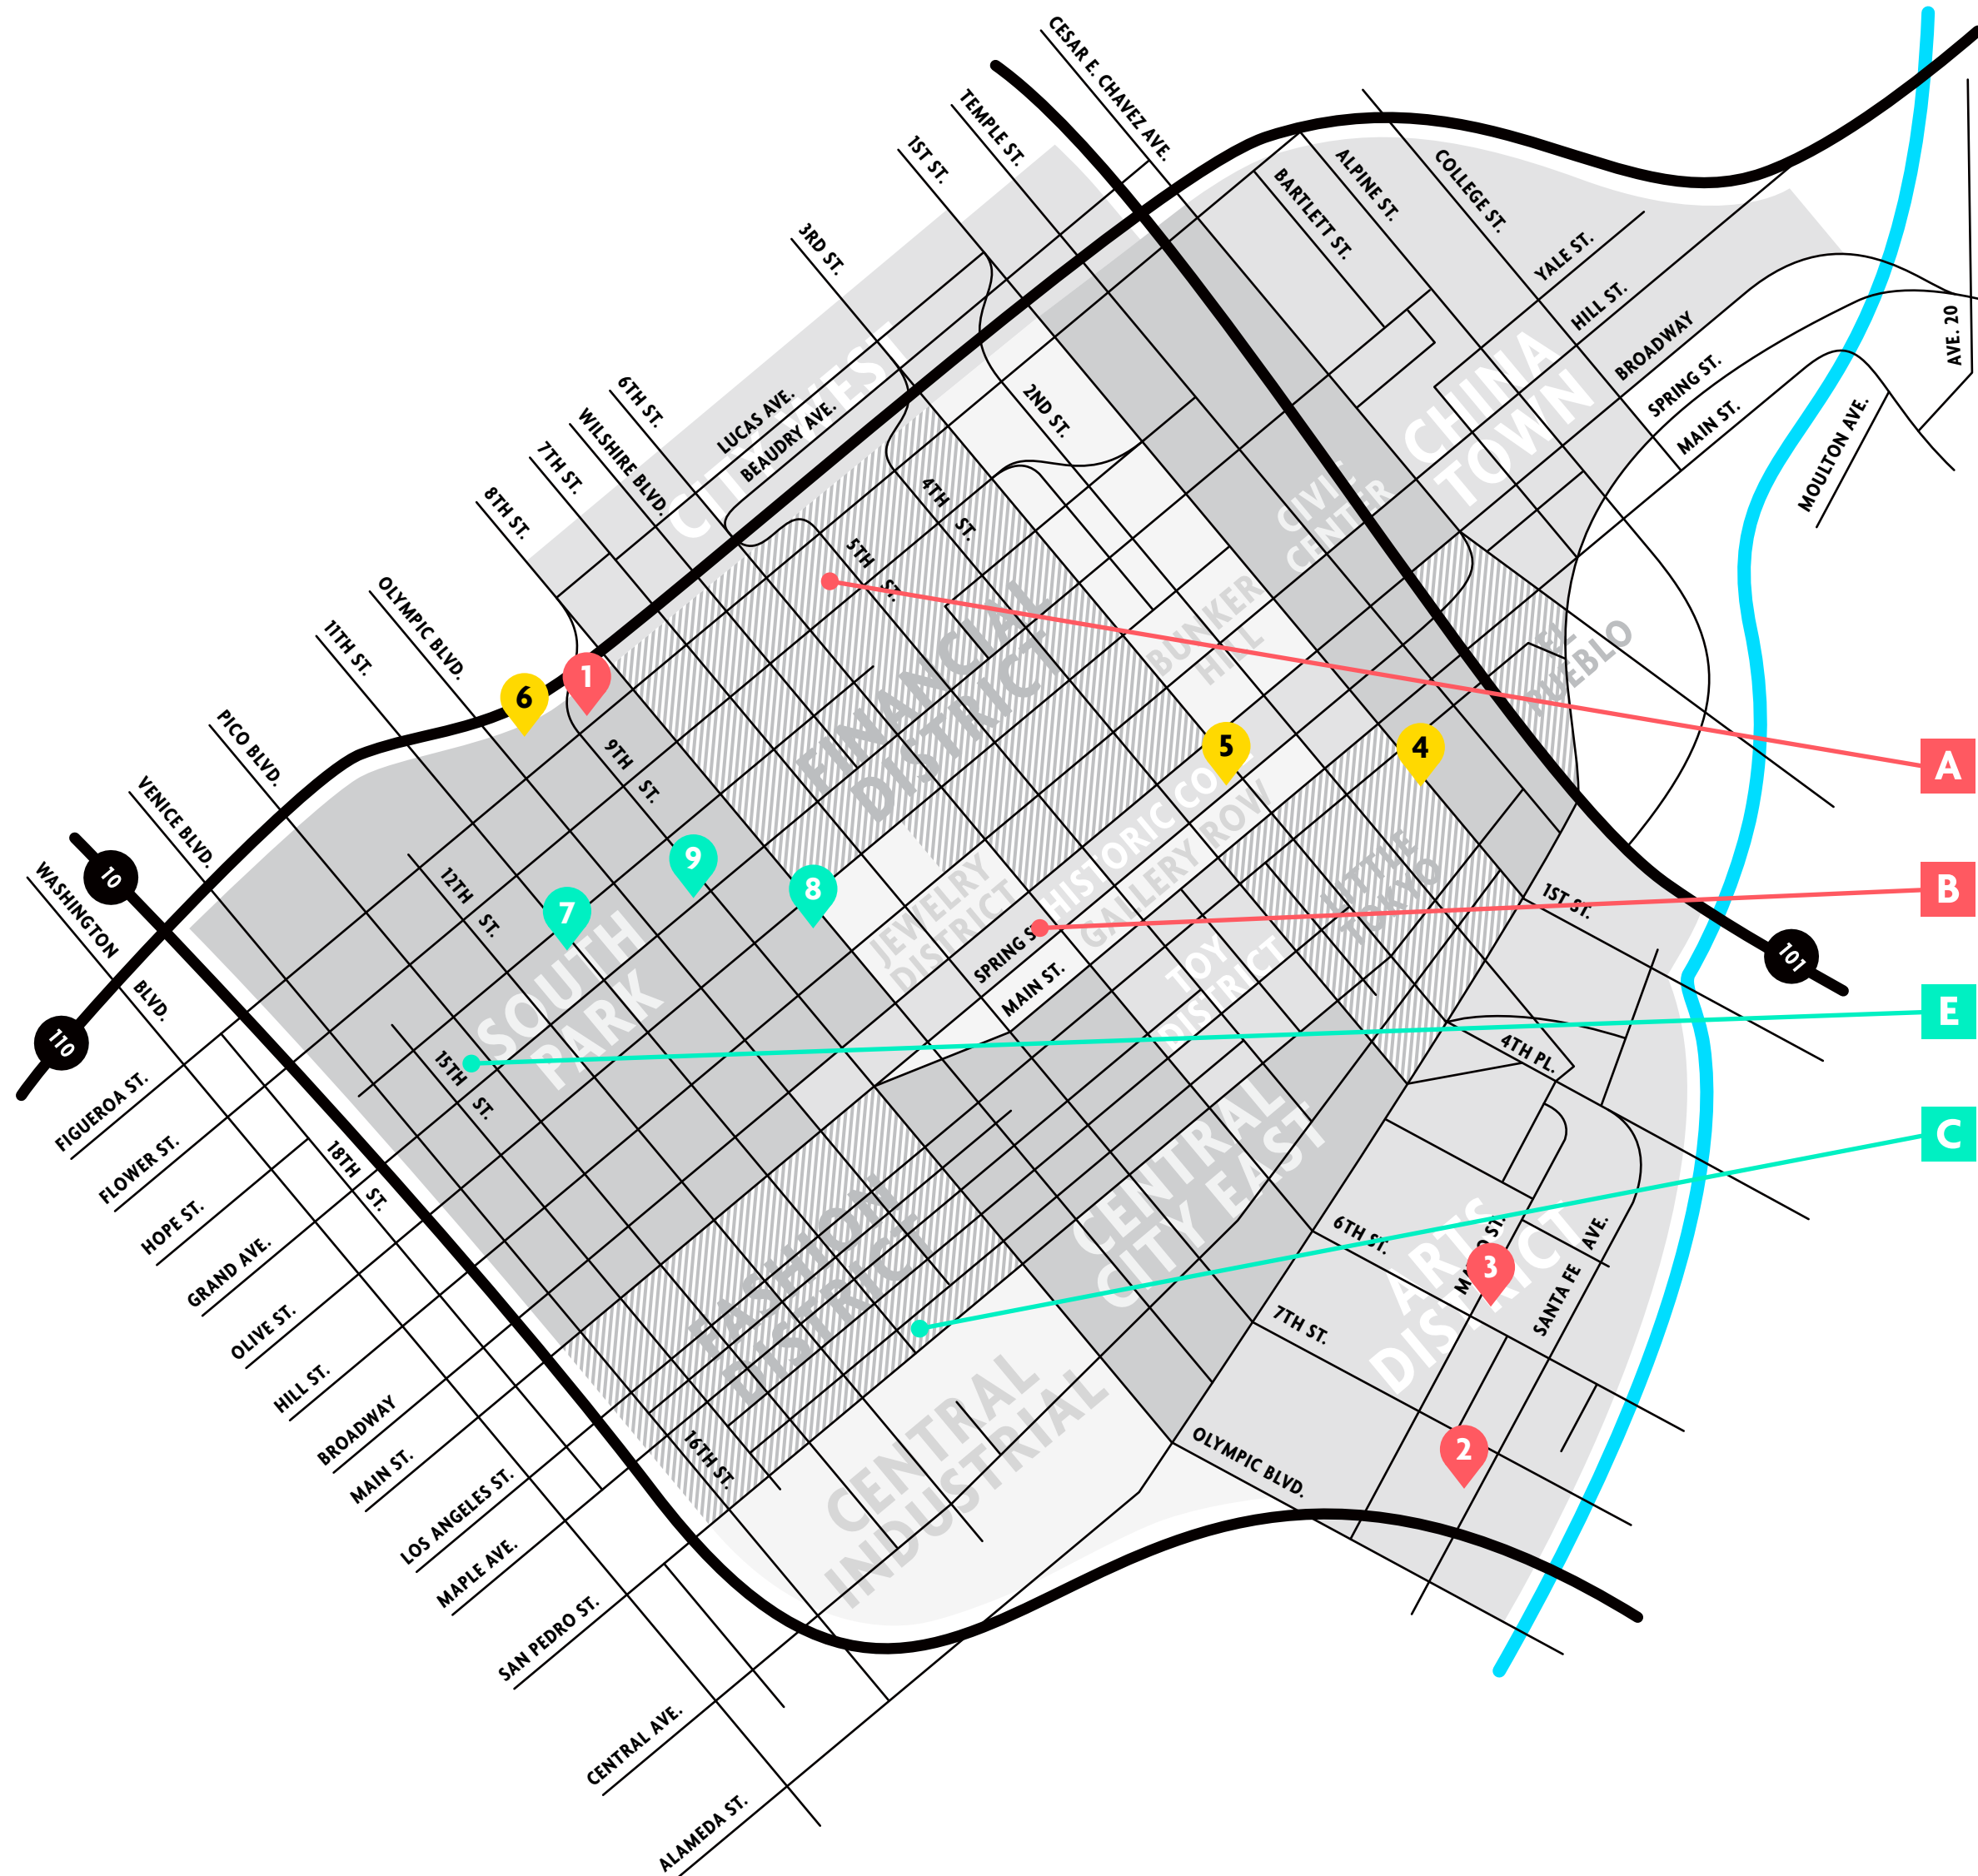 CESAR E. CHAVEZ AVE.
TEMPLE ST.
1ST ST.
3RD ST.
2ND ST.
BARTLETT ST.
ALPINE ST.
COLLEGE ST.
YALE ST.
HILL ST.
BROADWAY
SPRING ST.
MAIN ST.
AVE. 20
MOULTON AVE.
CHINA
TOWN
CIVIC
CENTER
LUCAS AVE.
BEAUDRY AVE.
6TH ST.
WILSHIRE BLVD.
7TH ST.
8TH ST.
4TH ST.
5TH ST.
OLYMPIC BLVD.
11TH ST.
PICO BLVD.
VENICE BLVD.
WASHINGTON BLVD.
10
110
101
9TH ST.
12TH ST.
15TH ST.
18TH ST.
16TH ST.
FINANCIAL
DISTRICT
BUNKER
HILL
PUEBLO
HISTORIC CORE
GALLERY ROW
JEWELRY
DISTRICT
LITTLE
TOKYO
TOY
DISTRICT
SPRING ST.
MAIN ST.
SOUTH
PARK
FASHION
DISTRICT
CENTRAL
CITY EAST
CENTRAL
INDUSTRIAL
ARTS
DISTRICT
1ST ST.
4TH PL.
6TH ST.
7TH ST.
OLYMPIC BLVD.
SANTA FE AVE.
FIGUEROA ST.
FLOWER ST.
HOPE ST.
GRAND AVE.
OLIVE ST.
HILL ST.
BROADWAY
MAIN ST.
LOS ANGELES ST.
MAPLE AVE.
SAN PEDRO ST.
CENTRAL AVE.
ALAMEDA ST.
1
2
3
4
5
6
7
8
9
A
B
E
C